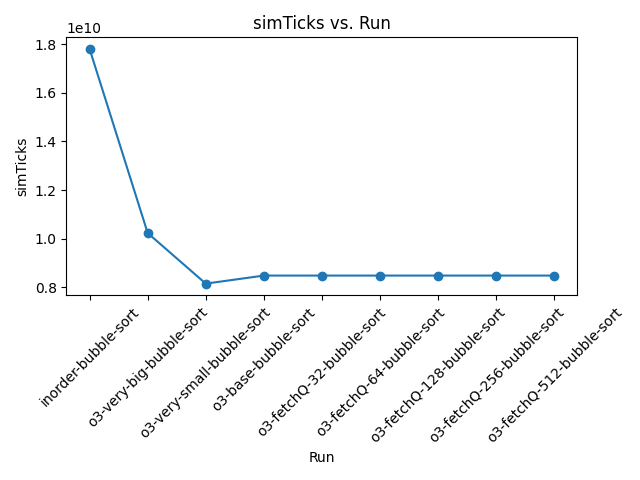 simTicks vs. Run
1e10
1.8
1.6
1.4
1.2
1.0
0.8
simTicks
inorder-bubble-sort
o3-very-big-bubble-sort
o3-very-small-bubble-sort
o3-base-bubble-sort
o3-fetchQ-32-bubble-sort
o3-fetchQ-64-bubble-sort
o3-fetchQ-128-bubble-sort
o3-fetchQ-256-bubble-sort
o3-fetchQ-512-bubble-sort
Run